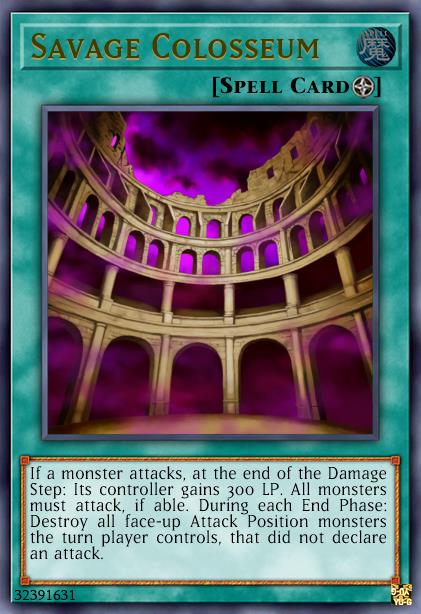 Savage Colosseum
魔
[Spell Card]
If a monster attacks, at the end of the Damage
Step: Its controller gains 300 LP. All monsters
must attack, if able. During each End Phase:
Destroy all face-up Attack Position monsters
the turn player controls, that did not declare
an attack.
32391631